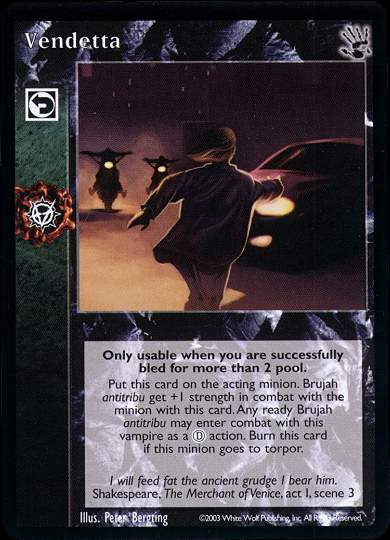 Vendetta
Only usable when you are successfully
bled for more than 2 pool.
Put this card on the acting minion. Brujah
antitribu get +1 strength in combat with the
minion with this card. Any ready Brujah
antitribu may enter combat with this
vampire as a Ⓓ action. Burn this card
if this minion goes to torpor.
I will feed fat the ancient grudge I bear him.
Shakespeare, The Merchant of Venice, act 1, scene 3
Illus. Peter Bergting
©2003 White Wolf Publishing, Inc. All Rights Reserved.